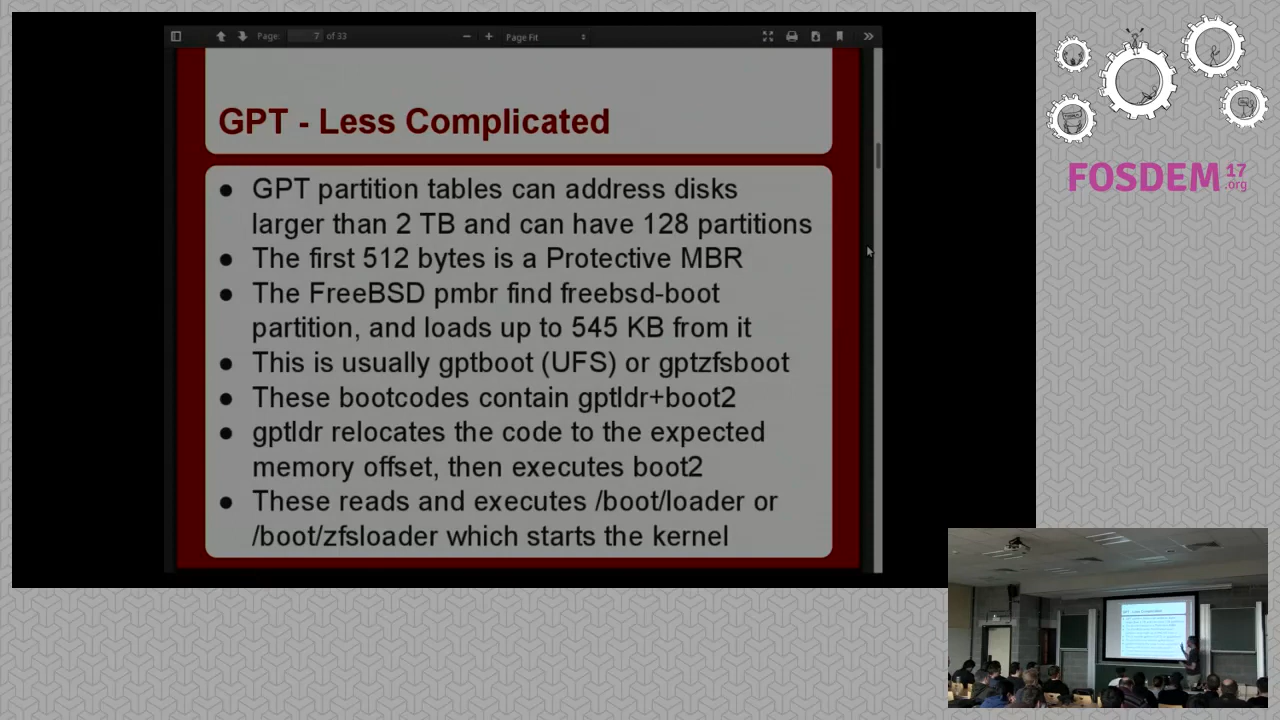 Page: 7 of 33
Page Fit
GPT - Less Complicated
● GPT partition tables can address disks
larger than 2 TB and can have 128 partitions
● The first 512 bytes is a Protective MBR
● The FreeBSD pmbr find freebsd-boot
partition, and loads up to 545 KB from it
● This is usually gptboot (UFS) or gptzfsboot
● These bootcodes contain gptldr+boot2
● gptldr relocates the code to the expected
memory offset, then executes boot2
● These reads and executes /boot/loader or
/boot/zfsloader which starts the kernel
FOSDEM 17
.org
GPT - Less Complicated